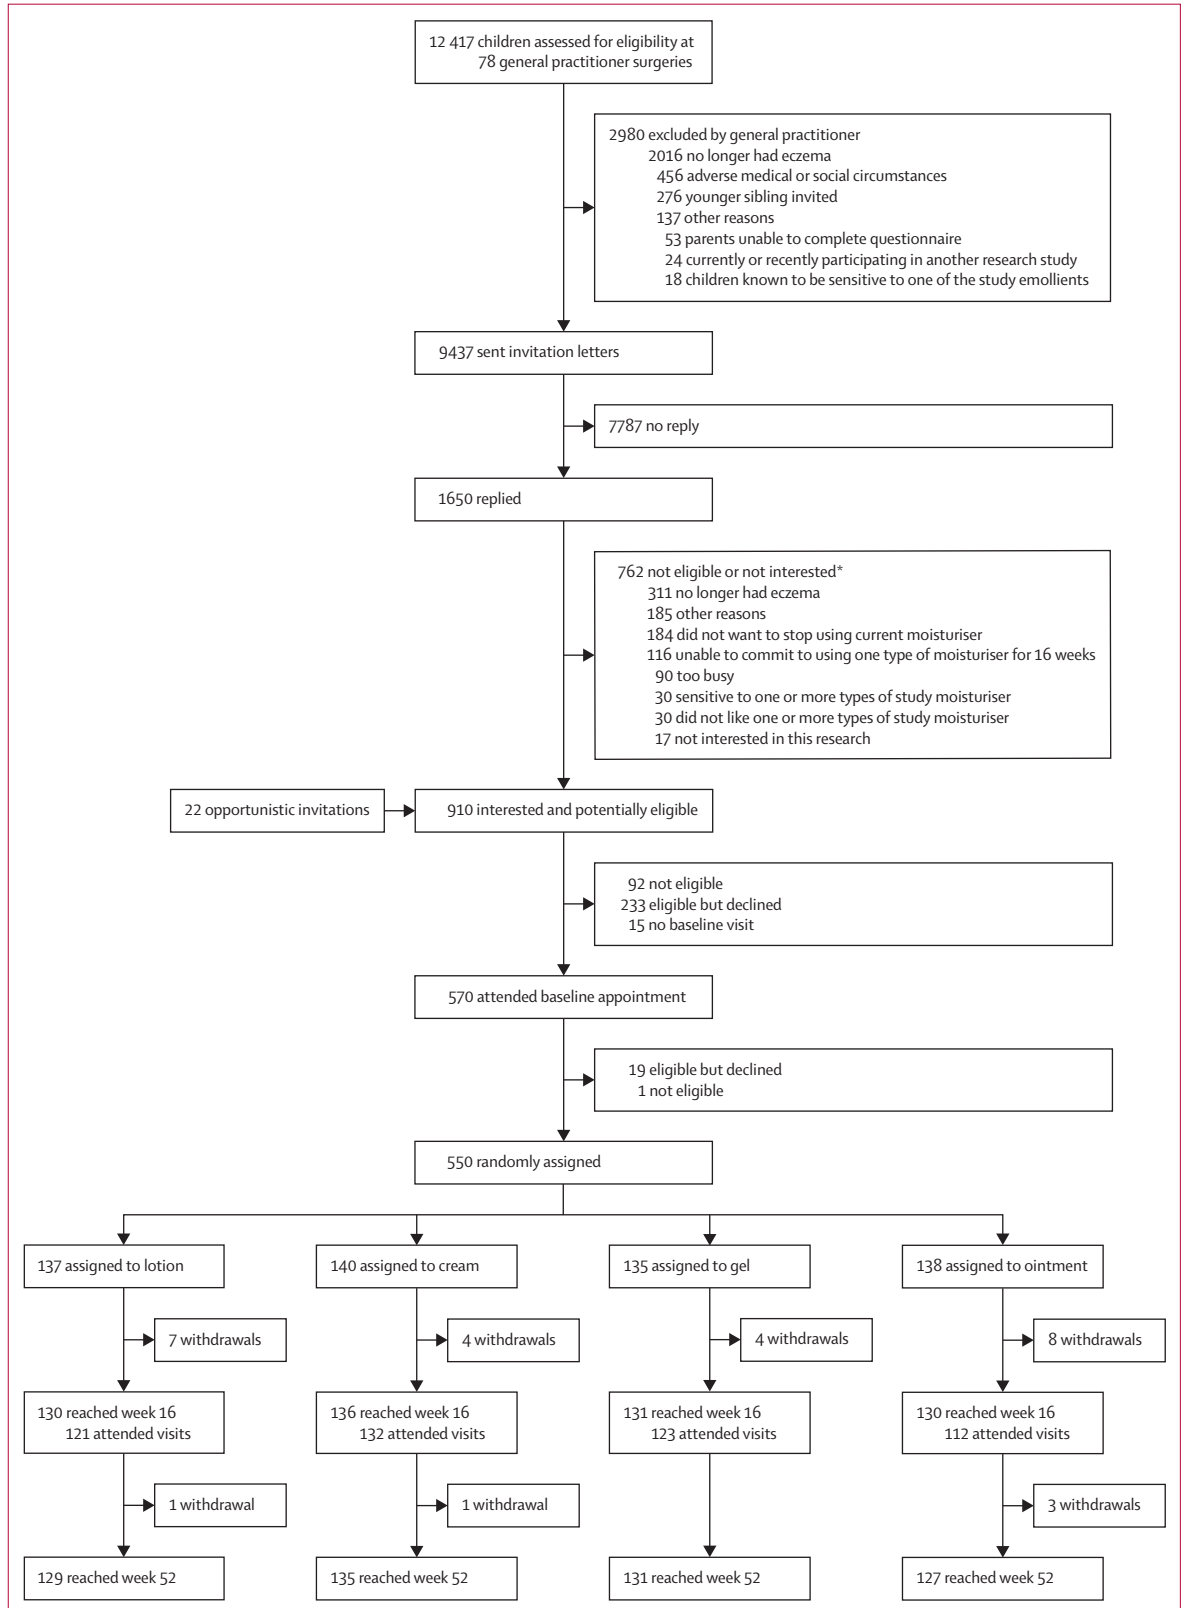 12 417 children assessed for eligibility at
78 general practitioner surgeries
2980 excluded by general practitioner
2016 no longer had eczema
456 adverse medical or social circumstances
276 younger sibling invited
137 other reasons
53 parents unable to complete questionnaire
24 currently or recently participating in another research study
18 children known to be sensitive to one of the study emollients
9437 sent invitation letters
7787 no reply
1650 replied
762 not eligible or not interested*
311 no longer had eczema
185 other reasons
184 did not want to stop using current moisturiser
116 unable to commit to using one type of moisturiser for 16 weeks
90 too busy
30 sensitive to one or more types of study moisturiser
30 did not like one or more types of study moisturiser
17 not interested in this research
22 opportunistic invitations
910 interested and potentially eligible
92 not eligible
233 eligible but declined
15 no baseline visit
570 attended baseline appointment
19 eligible but declined
1 not eligible
550 randomly assigned
137 assigned to lotion
140 assigned to cream
135 assigned to gel
138 assigned to ointment
7 withdrawals
4 withdrawals
4 withdrawals
8 withdrawals
130 reached week 16
121 attended visits
136 reached week 16
132 attended visits
131 reached week 16
123 attended visits
130 reached week 16
112 attended visits
1 withdrawal
1 withdrawal
3 withdrawals
129 reached week 52
135 reached week 52
131 reached week 52
127 reached week 52